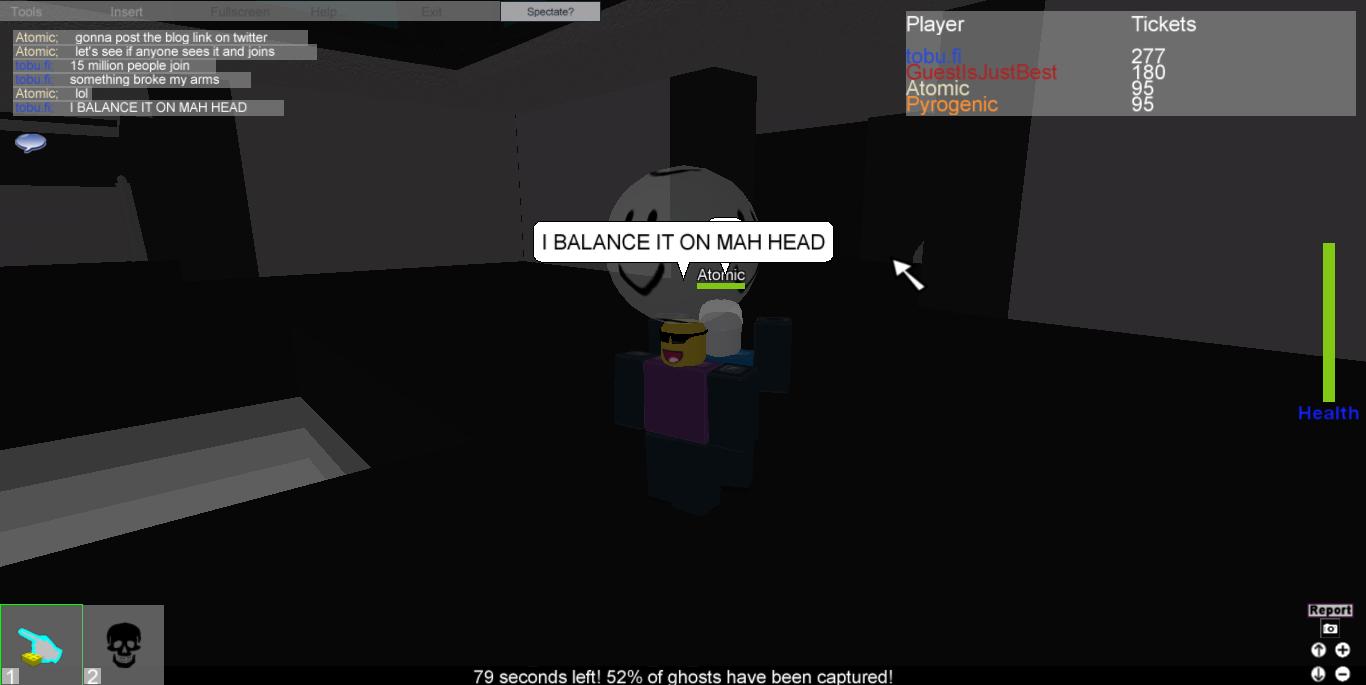 Tools Insert Fullscreen Help... Exit Spectate?
Atomic; gonna post the blog link on twitter
Atomic; let's see if anyone sees it and joins
tobu.fi; 15 million people join
tobu.fi; something broke my arms
Atomic; lol
tobu.fi; I BALANCE IT ON MAH HEAD
Player Tickets
tobu.fi 277
GuestIsJustBest 180
Atomic 95
Pyrogenic 95
I BALANCE IT ON MAH HEAD
Atomic
Health
Report
1 2
79 seconds left! 52% of ghosts have been captured!